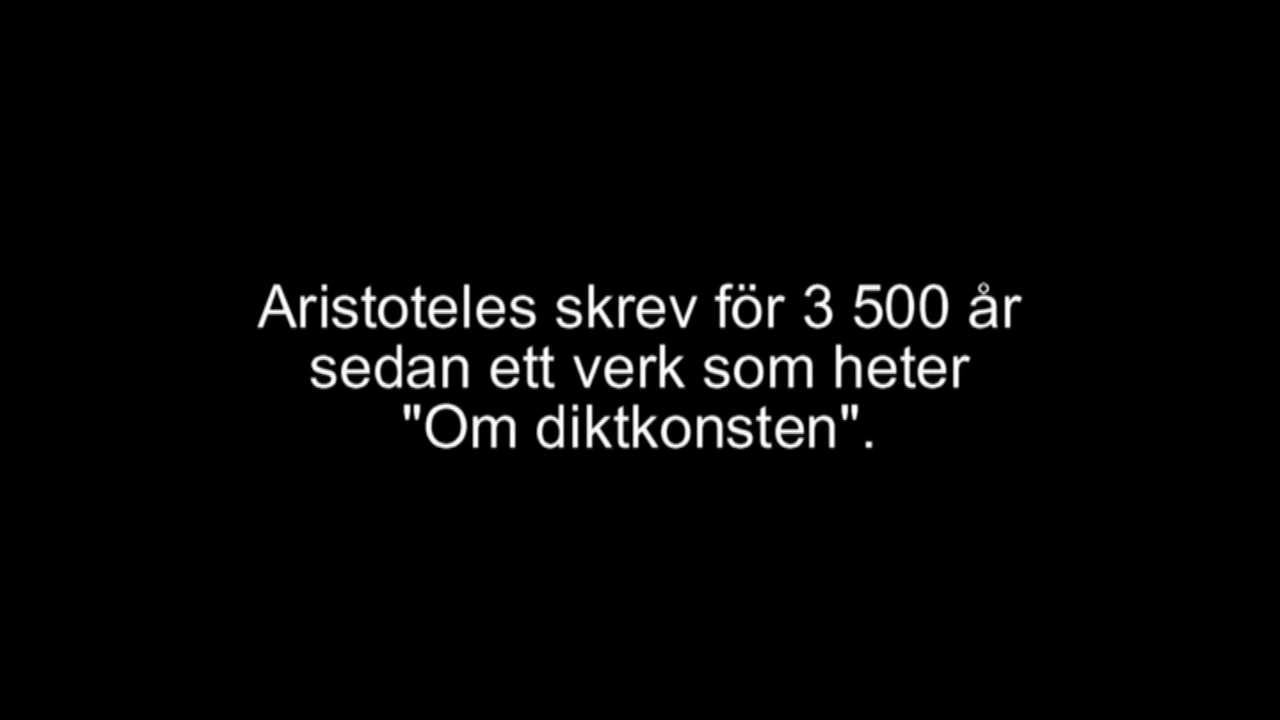 Aristoteles skrev för 3 500 år
sedan ett verk som heter
"Om diktkonsten".